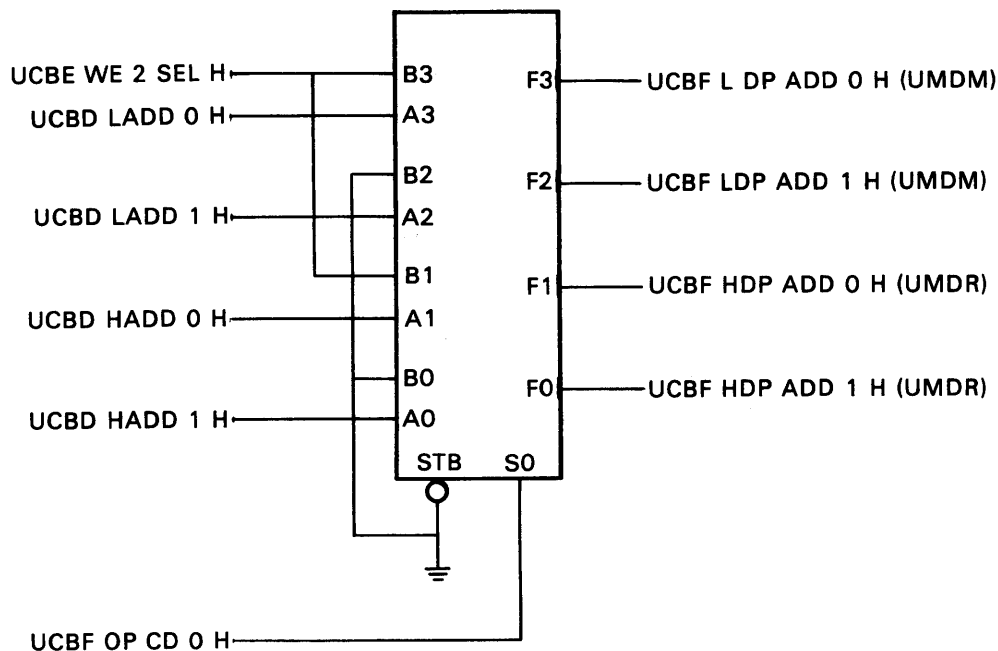 UCBE WE 2 SEL H
UCBD LADD 0 H
UCBD LADD 1 H
UCBD HADD 0 H
UCBD HADD 1 H
UCBF OP CD 0 H
B3
A3
B2
A2
B1
A1
B0
A0
STB
S0
F3
F2
F1
F0
UCBF L DP ADD 0 H (UMDM)
UCBF LDP ADD 1 H (UMDM)
UCBF HDP ADD 0 H (UMDR)
UCBF HDP ADD 1 H (UMDR)